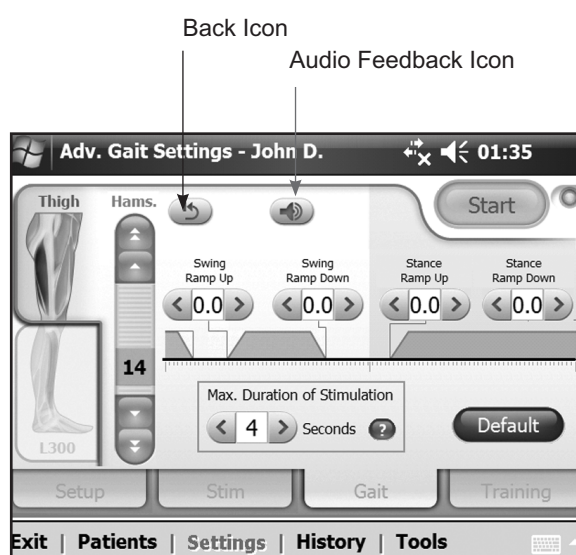 Back Icon
Audio Feedback Icon
Adv. Gait Settings - John D. 01:35
Thigh Hams. Start
Swing Ramp Up
Swing Ramp Down
Stance Ramp Up
Stance Ramp Down
0.0 0.0 0.0 0.0
14
Max. Duration of Stimulation
4 Seconds ?
Default
L300
Setup Stim Gait Training
Exit | Patients | Settings | History | Tools